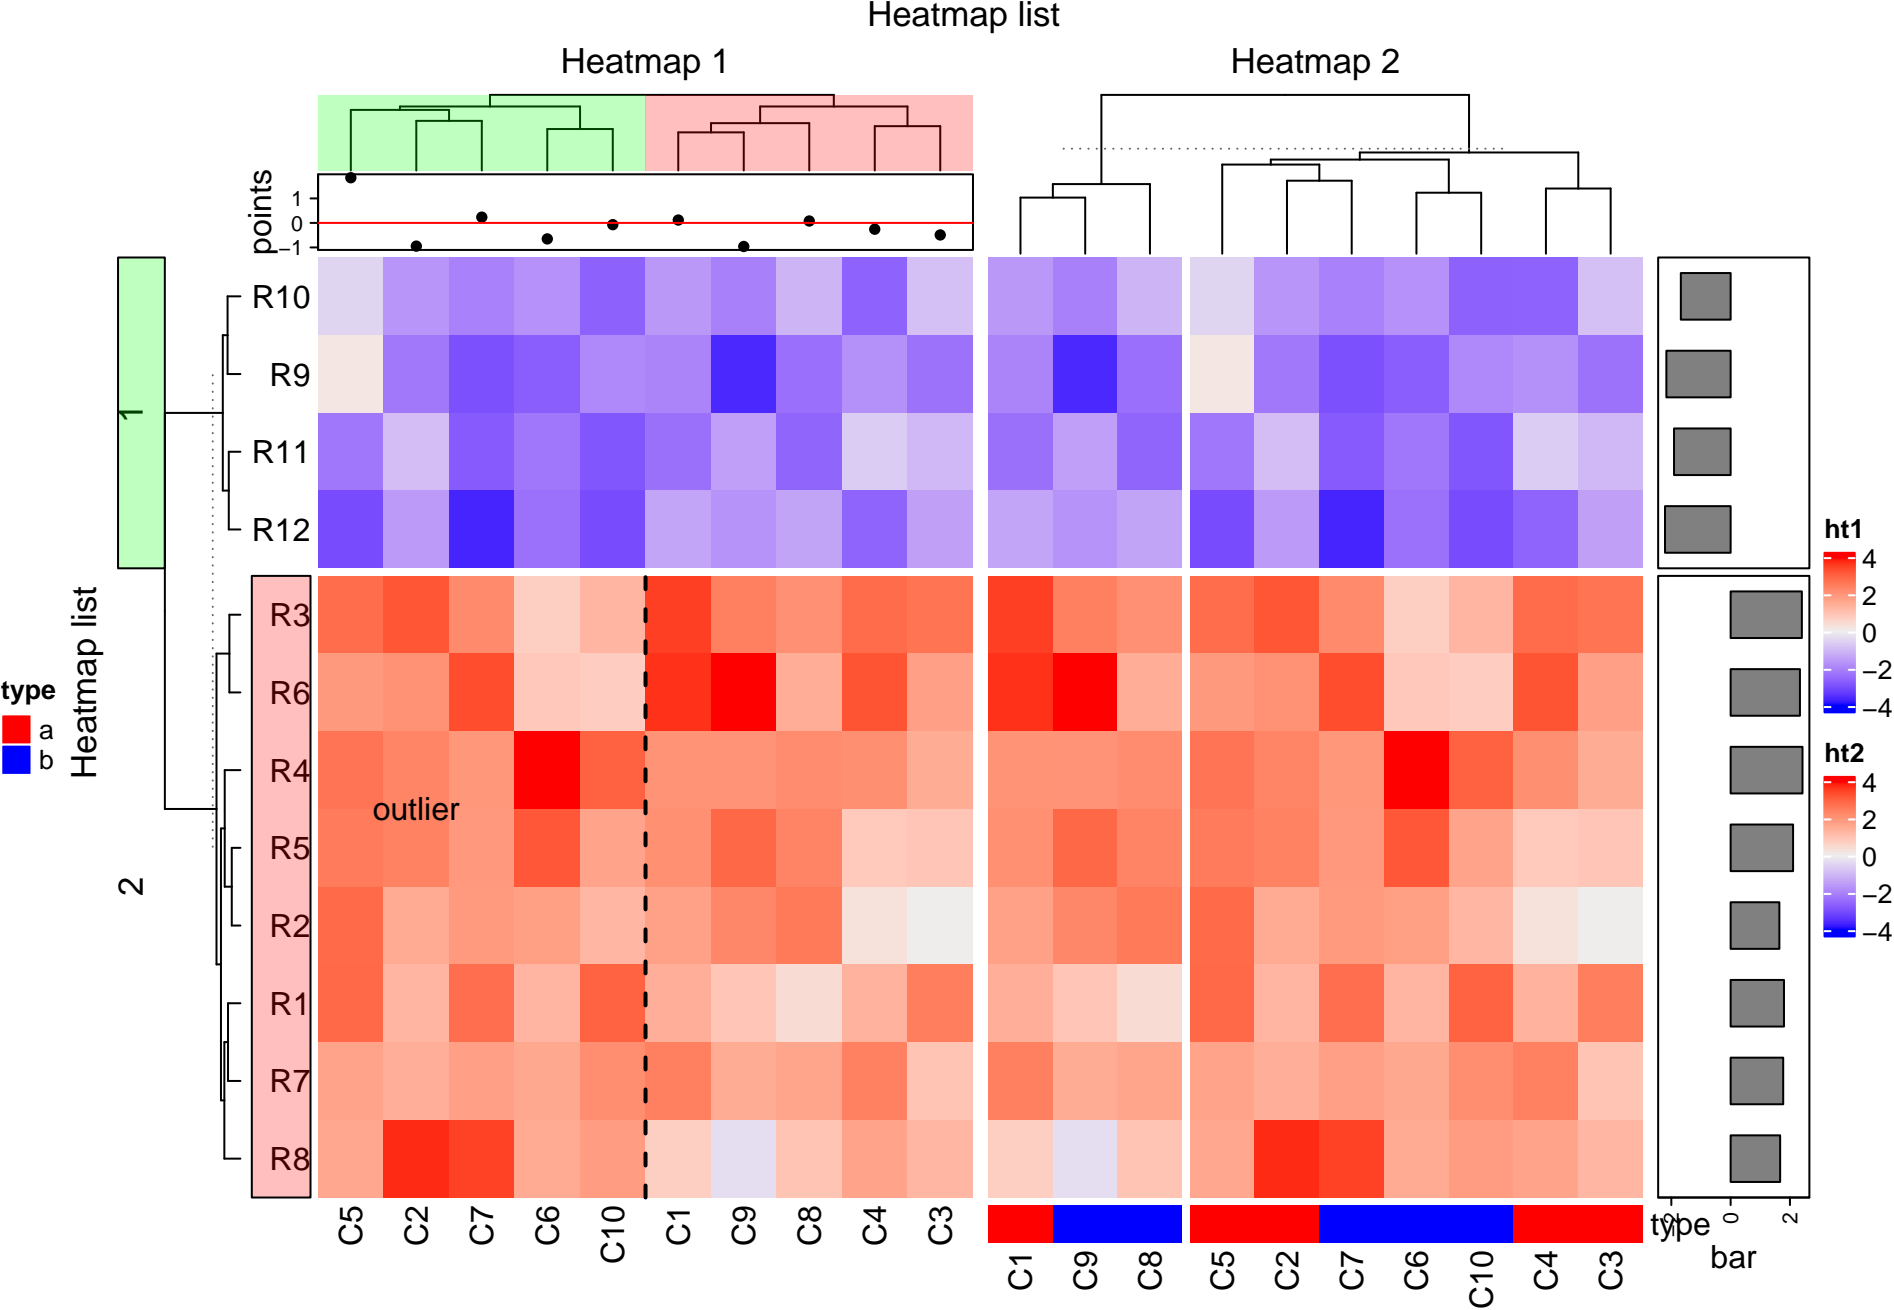 Heatmap list
Heatmap 1
Heatmap 2
points
1
0
−1
1
R10
R9
R11
R12
2
R3
R6
R4
R5
R2
R1
R7
R8
Heatmap list
outlier
type
a
b
ht1
4
2
0
−2
−4
ht2
4
2
0
−2
−4
C5 C2 C7 C6 C10 C1 C9 C8 C4 C3
C1 C9 C8 C5 C2 C7 C6 C10 C4 C3
type
−2 0 2
bar